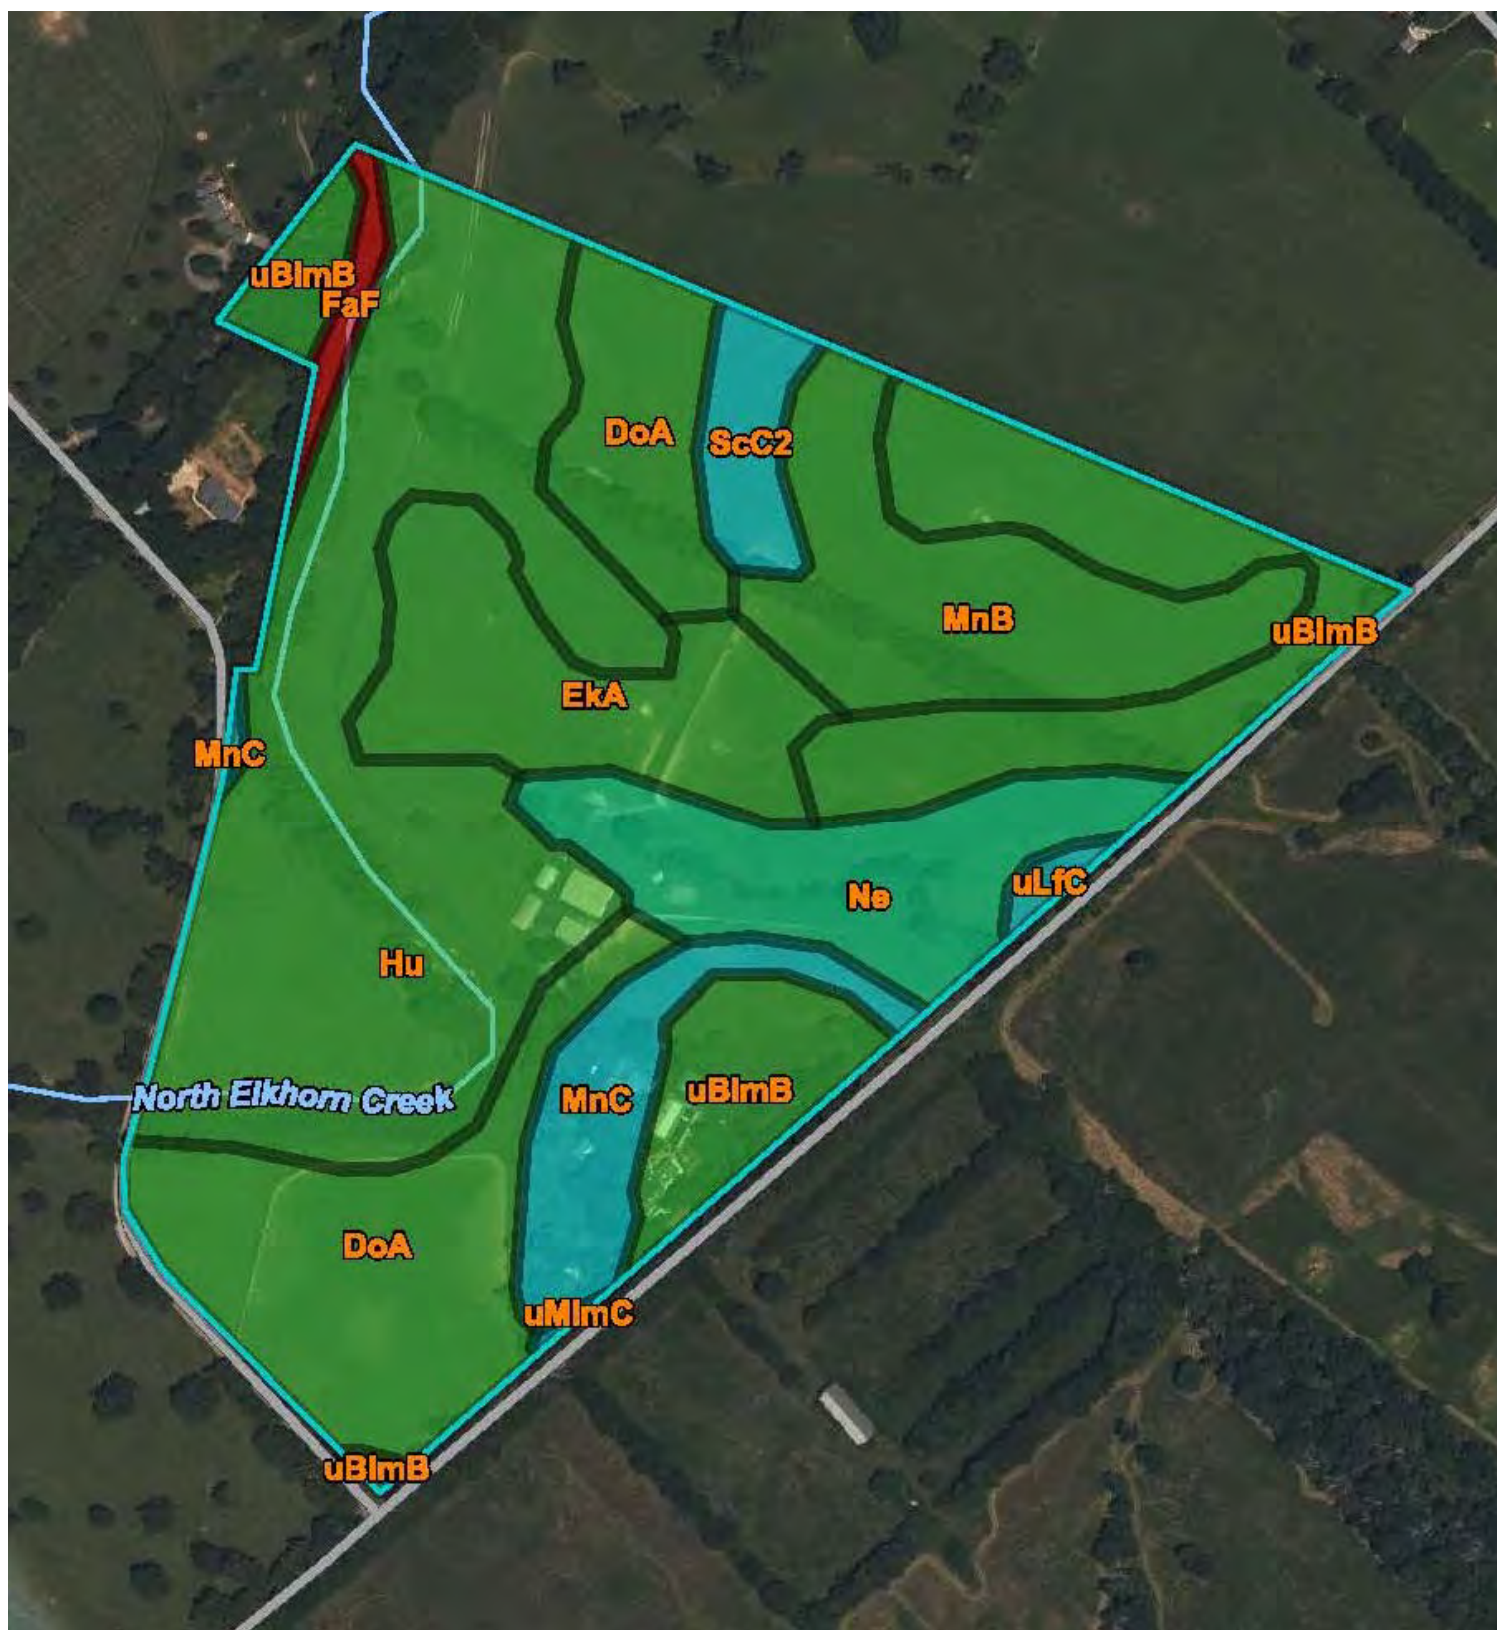 uBlmB
FaF
DoA
ScC2
MnB
uBlmB
EkA
MnC
Ne
uLfC
Hu
North Elkhorn Creek
MnC
uBlmB
DoA
uMlmC
uBlmB